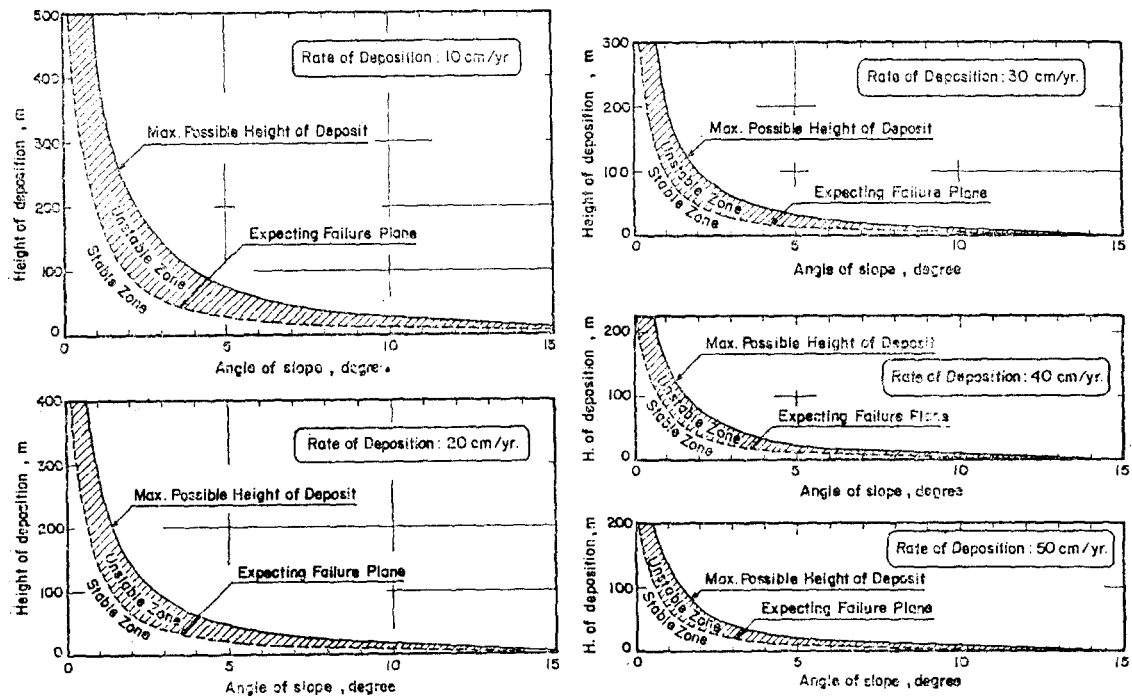 500
400
300
200
100
0
Height of deposition , m
Rate of Deposition : 10 cm/yr.
Max. Possible Height of Deposit
Unstable Zone
Stable Zone
Expecting Failure Plane
0
5
10
15
Angle of slope , degree
400
300
200
100
0
Height of deposition , m
Rate of Deposition : 20 cm/yr.
Max. Possible Height of Deposit
Unstable Zone
Stable Zone
Expecting Failure Plane
0
5
10
15
Angle of slope , degree
300
200
100
0
Height of deposition , m
Rate of Deposition : 30 cm/yr.
Max. Possible Height of Deposit
Unstable Zone
Stable Zone
Expecting Failure Plane
0
5
10
15
Angle of slope , degree
200
100
0
H. of deposition , m
Max. Possible Height of Deposit
Rate of Deposition : 40 cm/yr.
Unstable Zone
Stable Zone
Expecting Failure Plans
0
5
10
15
Angle of slope , degree
200
100
0
H. of deposition, m
Rate of Deposition : 50 cm/yr.
Max. Possible Height of Deposit
Unstable Zone
Stable Zone
Expecting Failure Plane
0
5
10
15
Angle of slope , degree